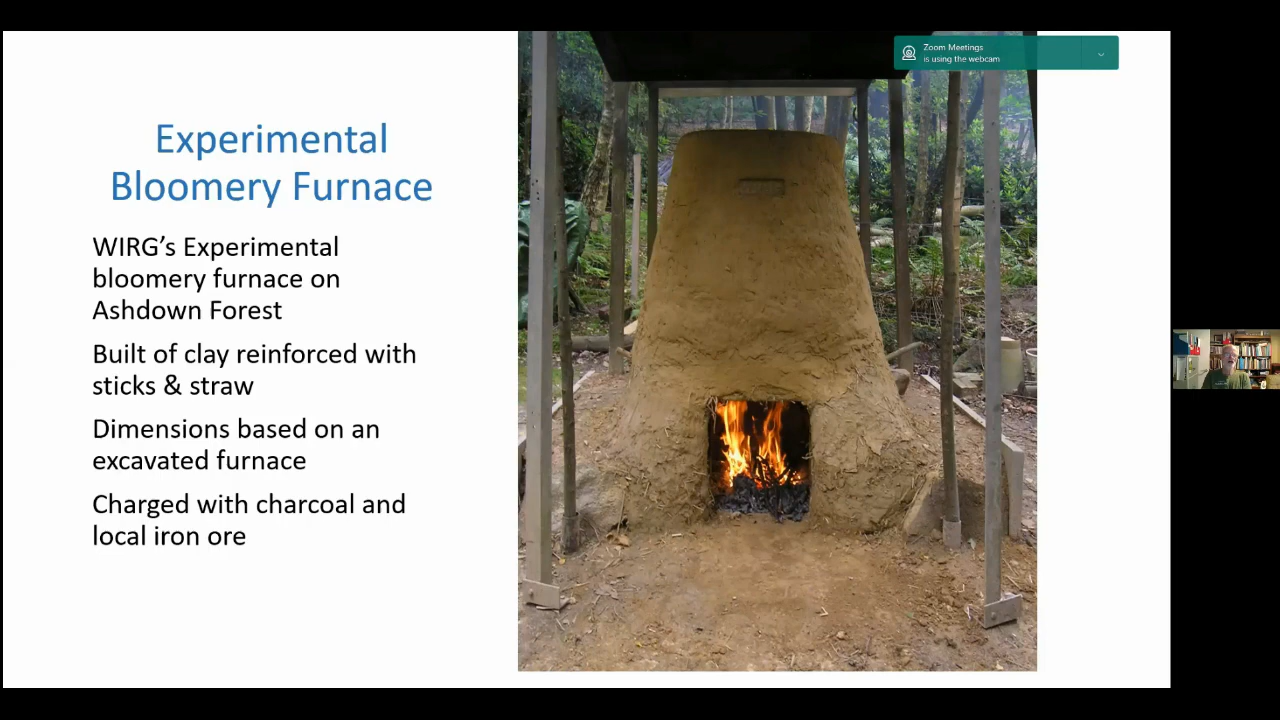 Zoom Meetings
is using the webcam
Experimental
Bloomery Furnace
WIRG’s Experimental
bloomery furnace on
Ashdown Forest
Built of clay reinforced with
sticks & straw
Dimensions based on an
excavated furnace
Charged with charcoal and
local iron ore